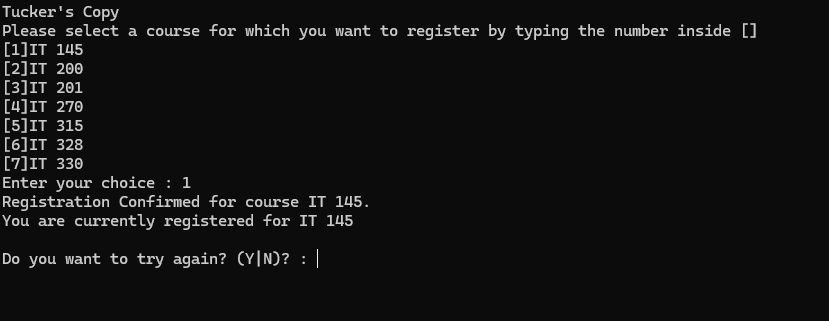 Tucker's Copy
Please select a course for which you want to register by typing the number inside []
[1]IT 145
[2]IT 200
[3]IT 201
[4]IT 270
[5]IT 315
[6]IT 328
[7]IT 330
Enter your choice : 1
Registration Confirmed for course IT 145.
You are currently registered for IT 145
Do you want to try again? (Y|N)? :